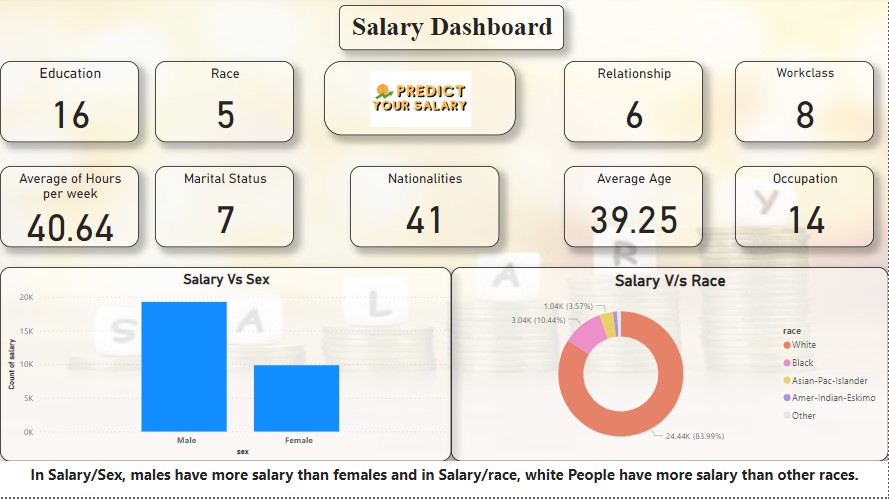 Salary Dashboard
Education
16
Race
5
PREDICT
YOUR SALARY
Relationship
6
Workclass
8
Average of Hours
per week
40.64
Marital Status
7
Nationalities
41
Average Age
39.25
Occupation
14
S A L A R Y
Salary Vs Sex
Count of salary
20K
15K
10K
5K
0K
Male
Female
sex
Salary V/s Race
1.04K (3.57%)
3.04K (10.44%)
24.44K (83.99%)
race
White
Black
Asian-Pac-Islander
Amer-Indian-Eskimo
Other
In Salary/Sex, males have more salary than females and in Salary/race, white People have more salary than other races.